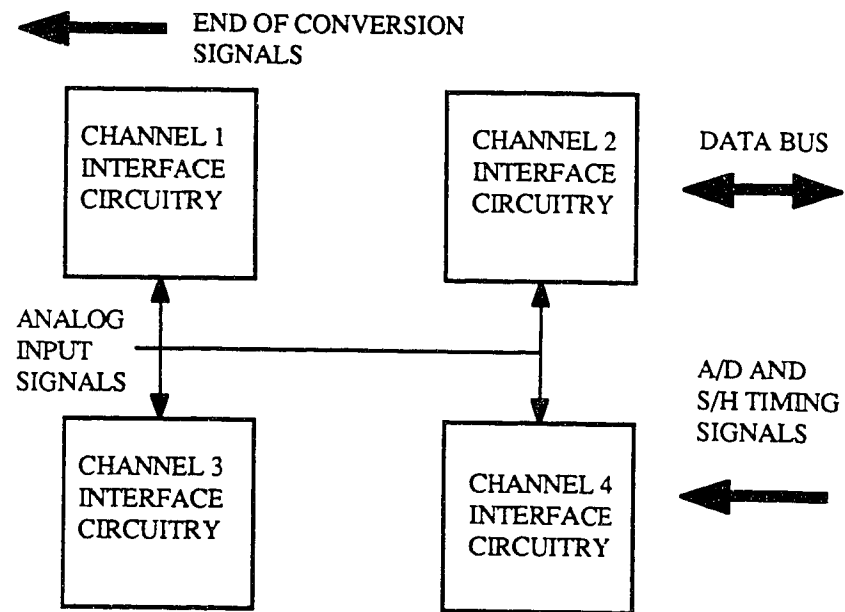 END OF CONVERSION
SIGNALS
CHANNEL 1
INTERFACE
CIRCUITRY
CHANNEL 2
INTERFACE
CIRCUITRY
DATA BUS
ANALOG
INPUT
SIGNALS
A/D AND
S/H TIMING
SIGNALS
CHANNEL 3
INTERFACE
CIRCUITRY
CHANNEL 4
INTERFACE
CIRCUITRY